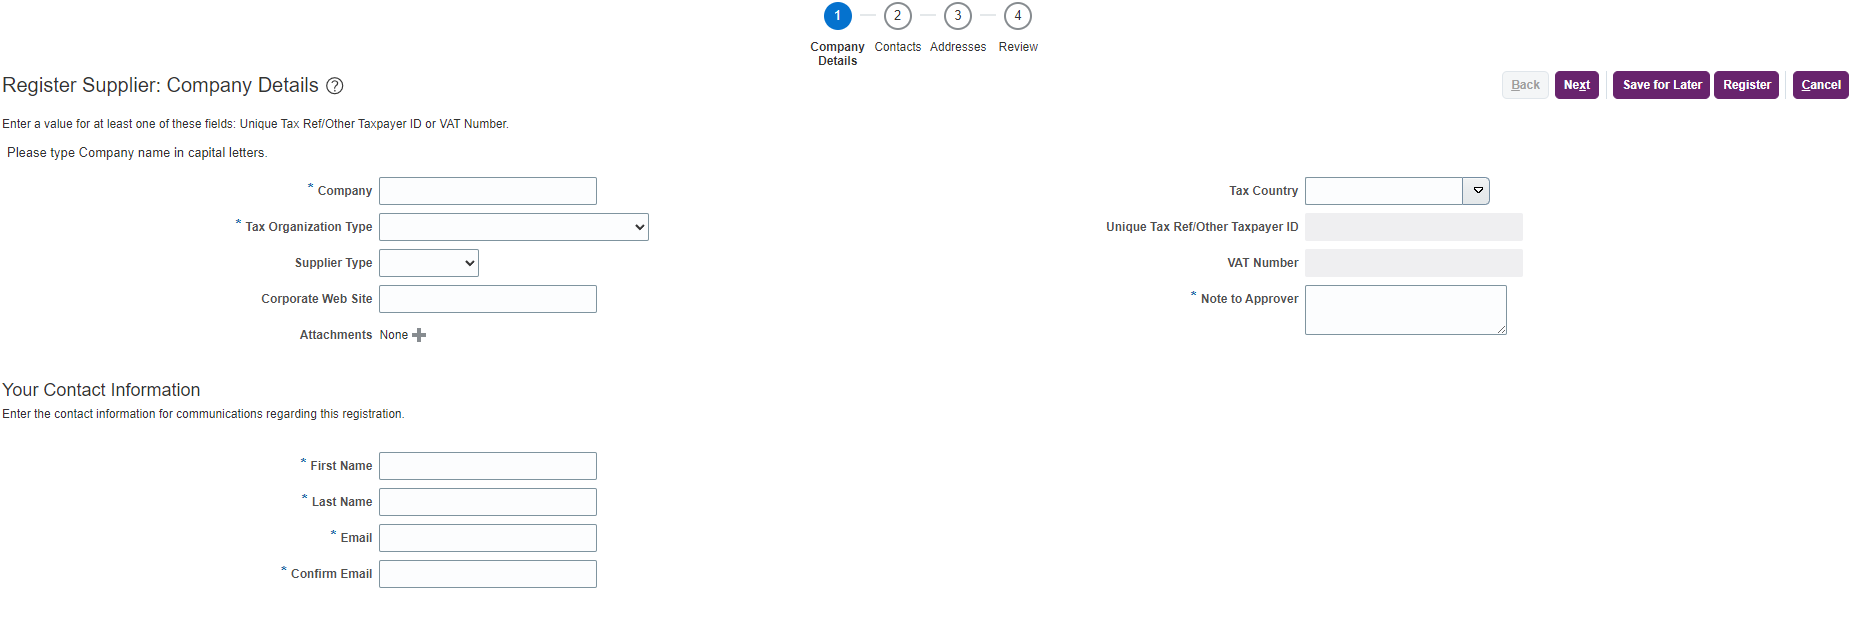 1 2 3 4
Company Details Contacts Addresses Review
Register Supplier: Company Details ?
Back Next Save for Later Register Cancel
Enter a value for at least one of these fields: Unique Tax Ref/Other Taxpayer ID or VAT Number.
Please type Company name in capital letters.
* Company
* Tax Organization Type
Supplier Type
Corporate Web Site
Attachments None
Tax Country
Unique Tax Ref/Other Taxpayer ID
VAT Number
* Note to Approver
Your Contact Information
Enter the contact information for communications regarding this registration.
* First Name
* Last Name
* Email
* Confirm Email